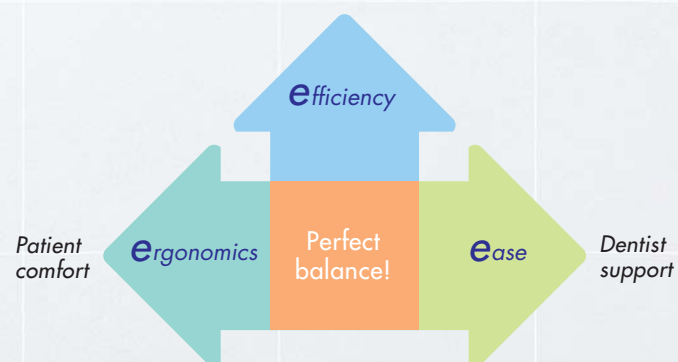 efficiency
Patient
comfort
ergonomics
Perfect
balance!
ease
Dentist
support